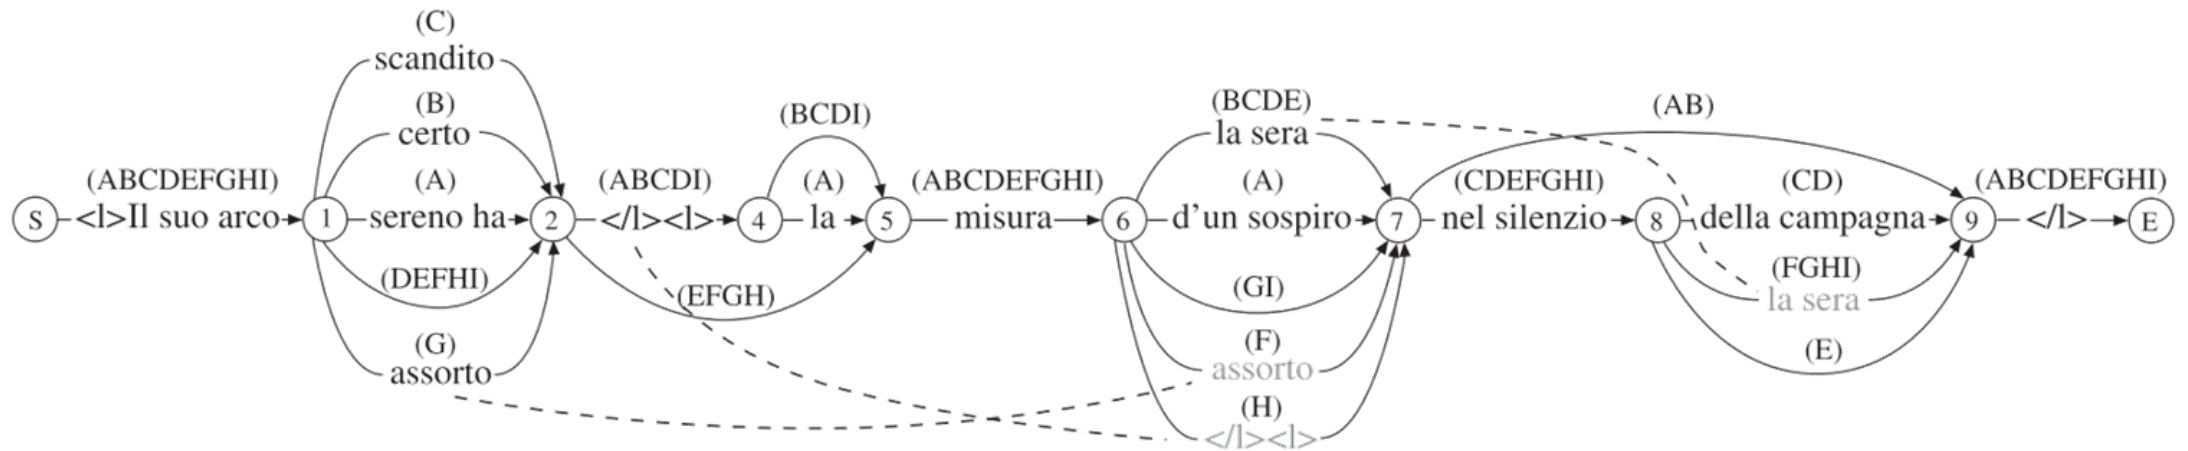 (C)
scandito
(B)
certo
(BCDE)
la sera
(AB)
(BCDI)
(ABCDEFGHI) (A) (ABCDI) (A) (ABCDEFGHI) (A) (CDEFGHI) (CD) (ABCDEFGHI)
S <l>Il suo arco 1 sereno ha 2 </l><l> 4 la 5 misura 6 d'un sospiro 7 nel silenzio 8 della campagna 9 </l> E
(DEFHI) (EFGH) (GI) (FGHI)
la sera
(G)
assorto
(F)
assorto
(E)
(H)
</l><l>